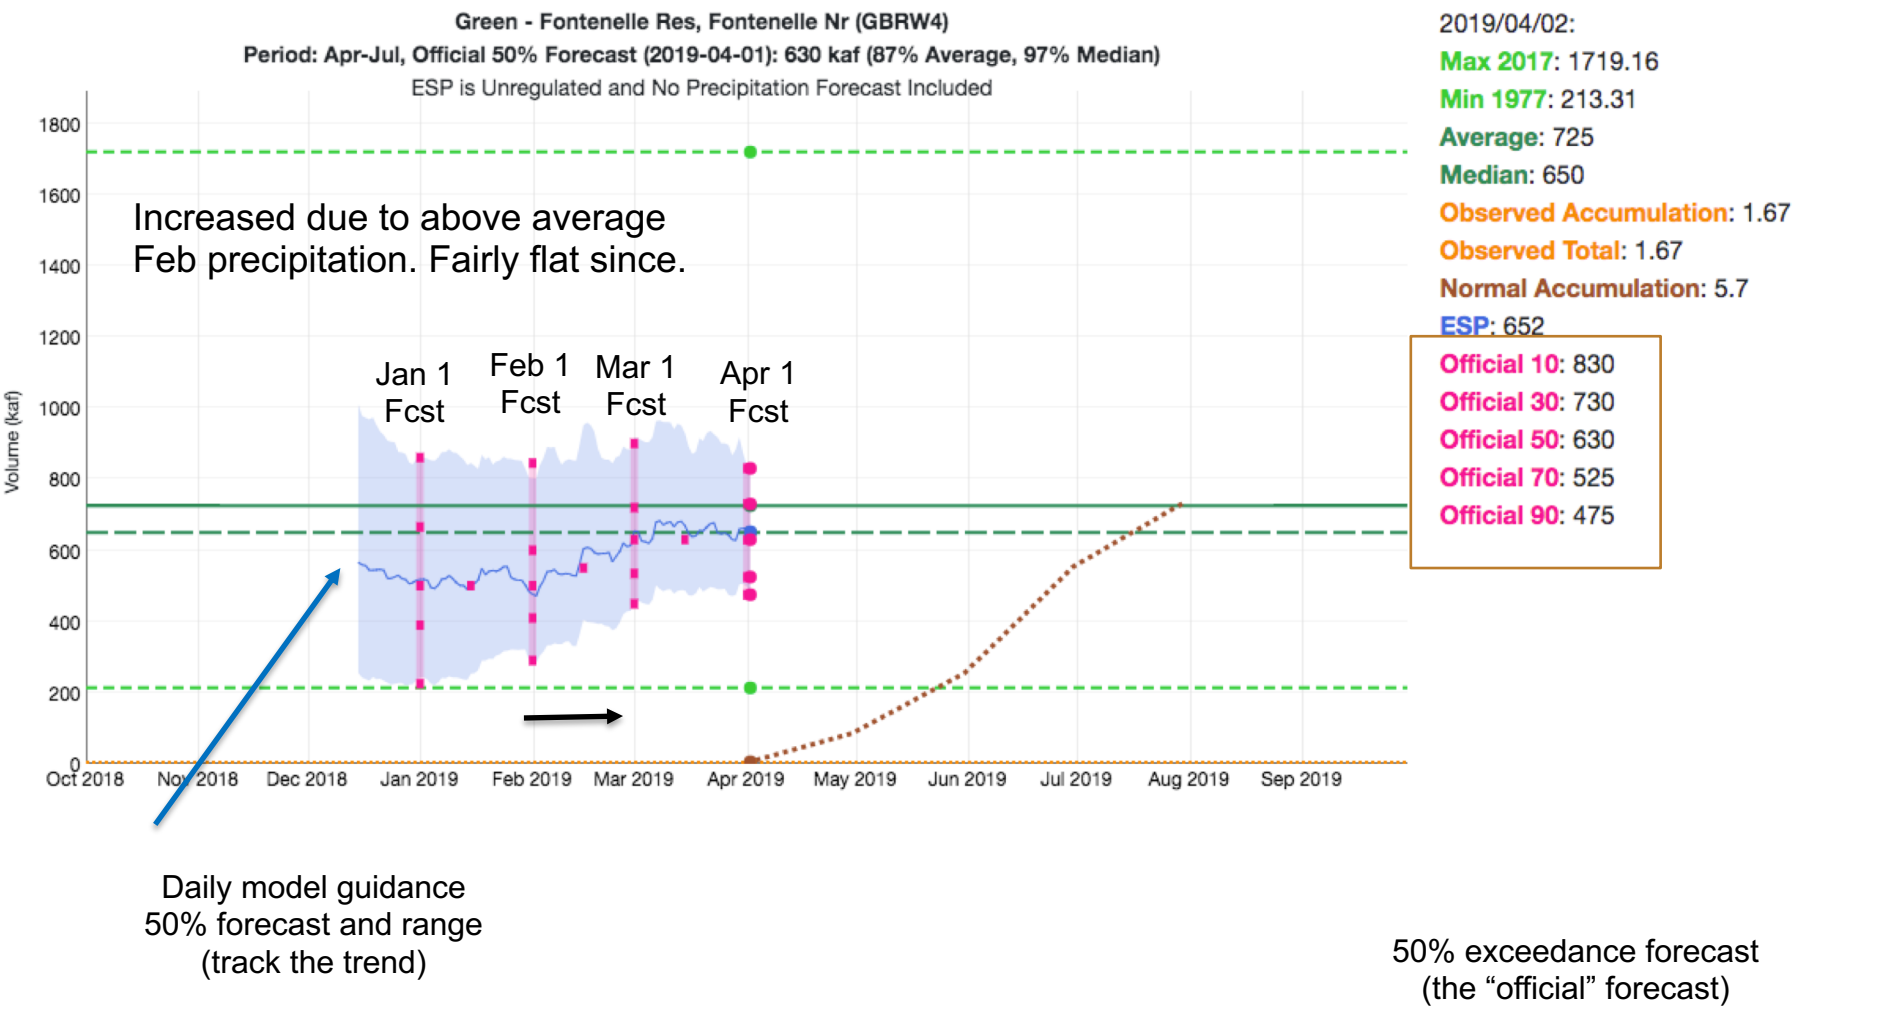 Green - Fontenelle Res, Fontenelle Nr (GBRW4)
Period: Apr-Jul, Official 50% Forecast (2019-04-01): 630 kaf (87% Average, 97% Median)
ESP is Unregulated and No Precipitation Forecast Included
2019/04/02:
Max 2017: 1719.16
Min 1977: 213.31
Average: 725
Median: 650
Observed Accumulation: 1.67
Observed Total: 1.67
Normal Accumulation: 5.7
ESP: 652
Official 10: 830
Official 30: 730
Official 50: 630
Official 70: 525
Official 90: 475
Volume (kaf)
1800
1600
1400
1200
1000
800
600
400
200
0
Increased due to above average
Feb precipitation. Fairly flat since.
Jan 1
Fcst
Feb 1
Fcst
Mar 1
Fcst
Apr 1
Fcst
Oct 2018
Nov 2018
Dec 2018
Jan 2019
Feb 2019
Mar 2019
Apr 2019
May 2019
Jun 2019
Jul 2019
Aug 2019
Sep 2019
Daily model guidance
50% forecast and range
(track the trend)
50% exceedance forecast
(the “official” forecast)